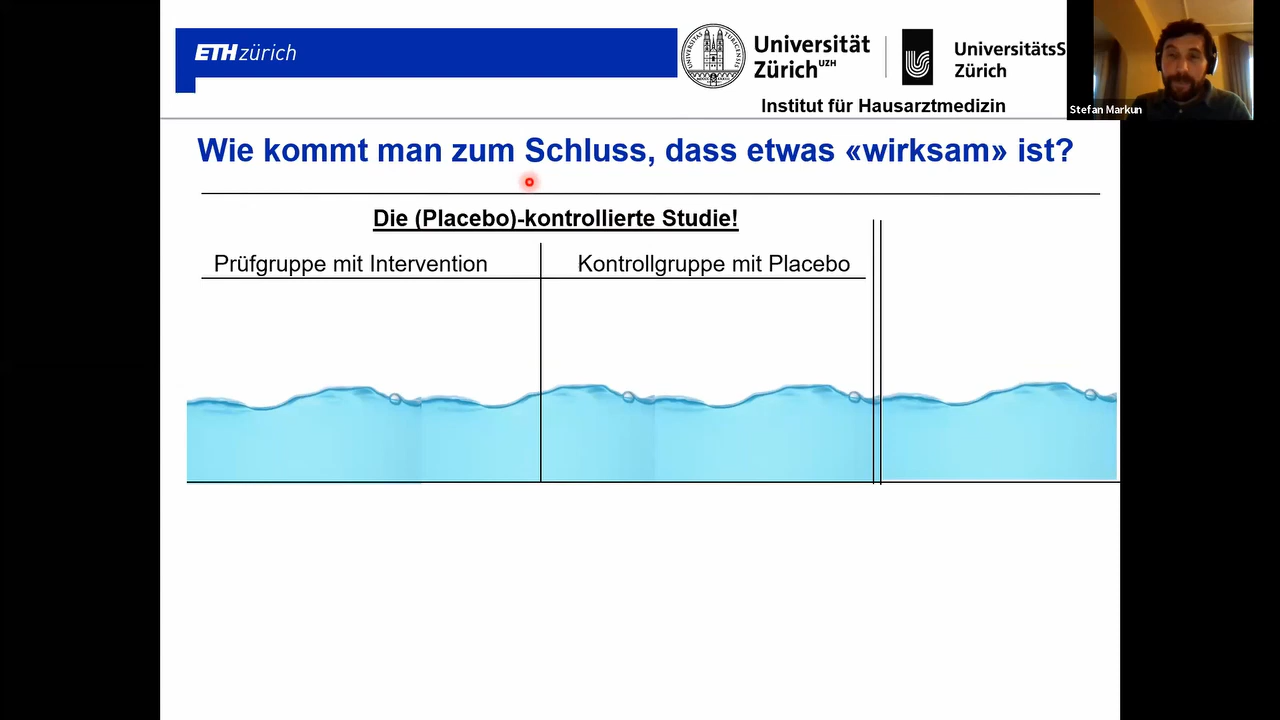 ETH zürich
Universität
Zürich UZH
UniversitätsS
Zürich
Institut für Hausarztmedizin
Stefan Markun
Wie kommt man zum Schluss, dass etwas «wirksam» ist?
Die (Placebo)-kontrollierte Studie!
Prüfgruppe mit Intervention
Kontrollgruppe mit Placebo